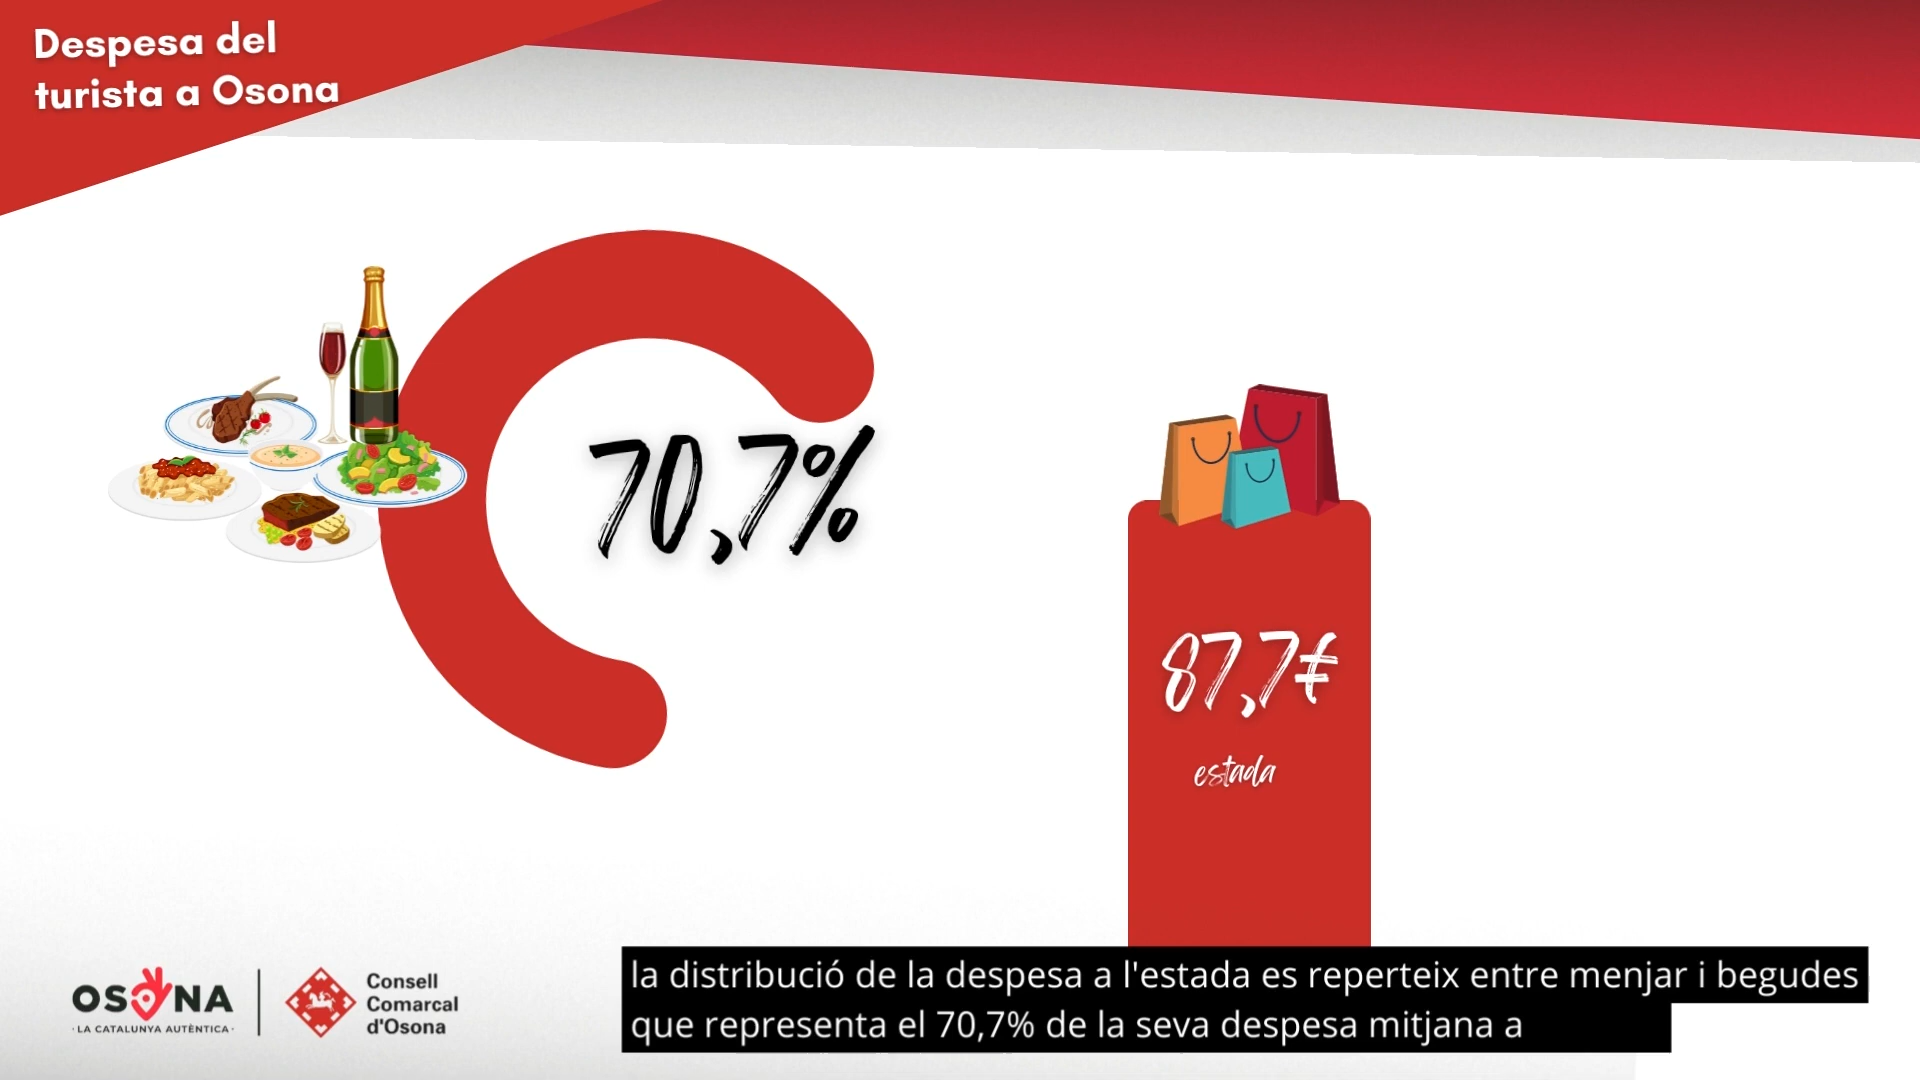 Despesa del
turista a Osona
70,7%
87,7€
estada
OSONA
· LA CATALUNYA AUTÈNTICA ·
Consell
Comarcal
d'Osona
la distribució de la despesa a l'estada es reperteix entre menjar i begudes
que representa el 70,7% de la seva despesa mitjana a